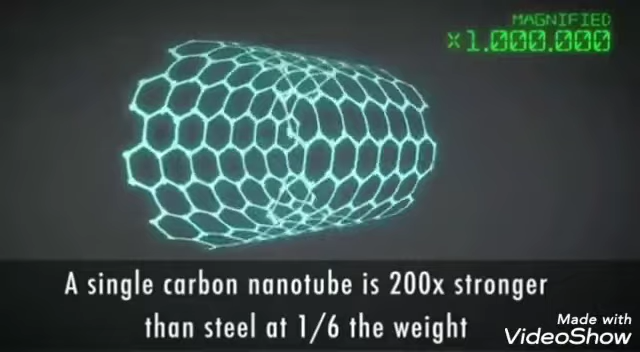 MAGNIFIED
×1.000.000
A single carbon nanotube is 200x stronger
than steel at 1/6 the weight
Made with
VideoShow